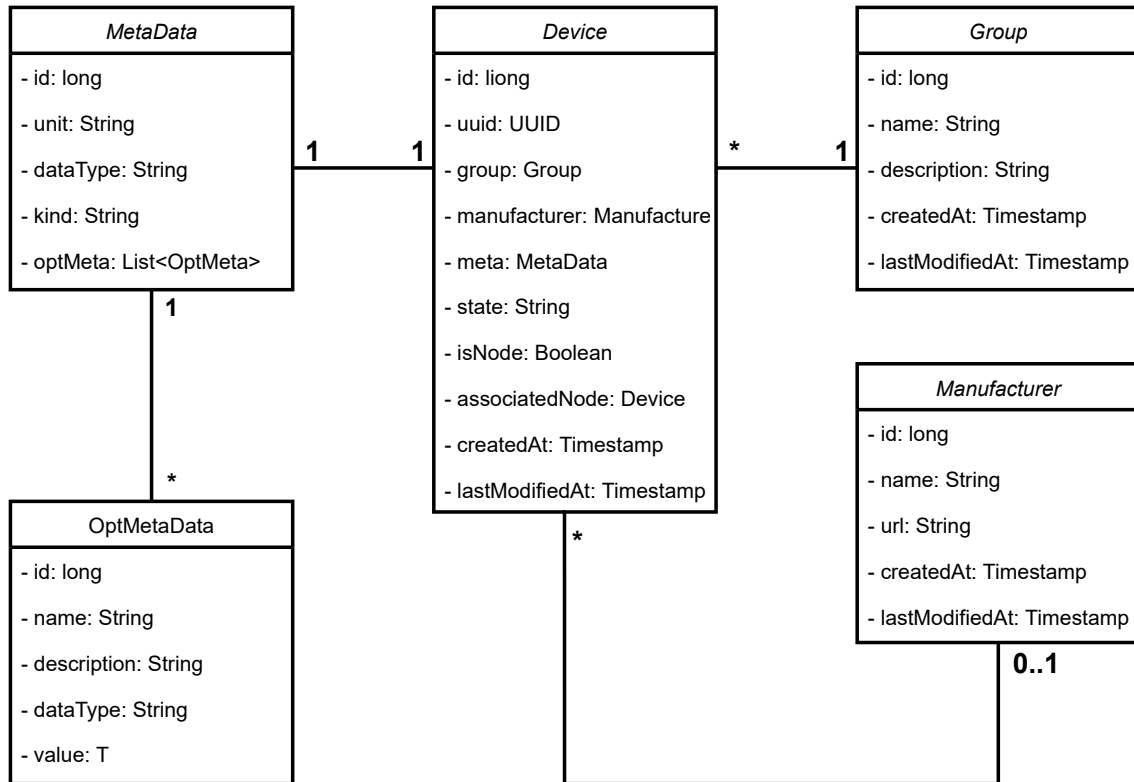 MetaData
- id: long
- unit: String
- dataType: String
- kind: String
- optMeta: List<OptMeta>
1
1
1
Device
- id: liong
- uuid: UUID
- group: Group
- manufacturer: Manufacture
- meta: MetaData
- state: String
- isNode: Boolean
- associatedNode: Device
- createdAt: Timestamp
- lastModifiedAt: Timestamp
*
1
*
Group
- id: long
- name: String
- description: String
- createdAt: Timestamp
- lastModifiedAt: Timestamp
Manufacturer
- id: long
- name: String
- url: String
- createdAt: Timestamp
- lastModifiedAt: Timestamp
0..1
*
OptMetaData
- id: long
- name: String
- description: String
- dataType: String
- value: T